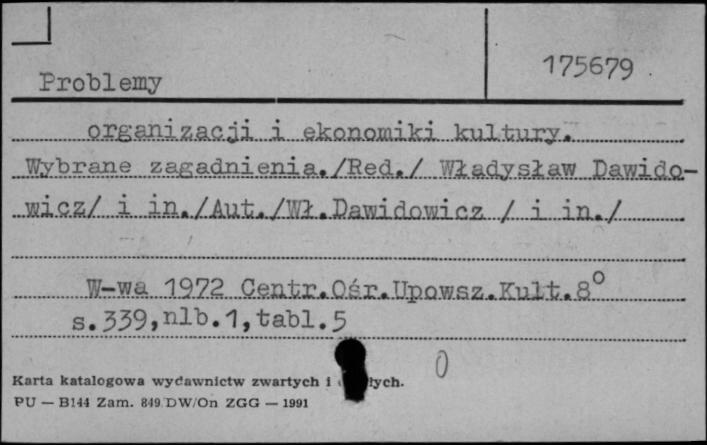 175679
Problemy
organizacji i ekonomiki kultury.
Wybrane zagadnienia./Red./ Władysław Dawido-
wicz/ i in./Aut./Wł.Dawidowicz / i in./
W-wa 1972 Centr.Ośr.Upowsz.Kult.8°
s.339,nlb.1,tabl.5
0
Karta katalogowa wydawnictw zwartych i
PU — B144 Zam. 849 DW/On ZGG — 1991